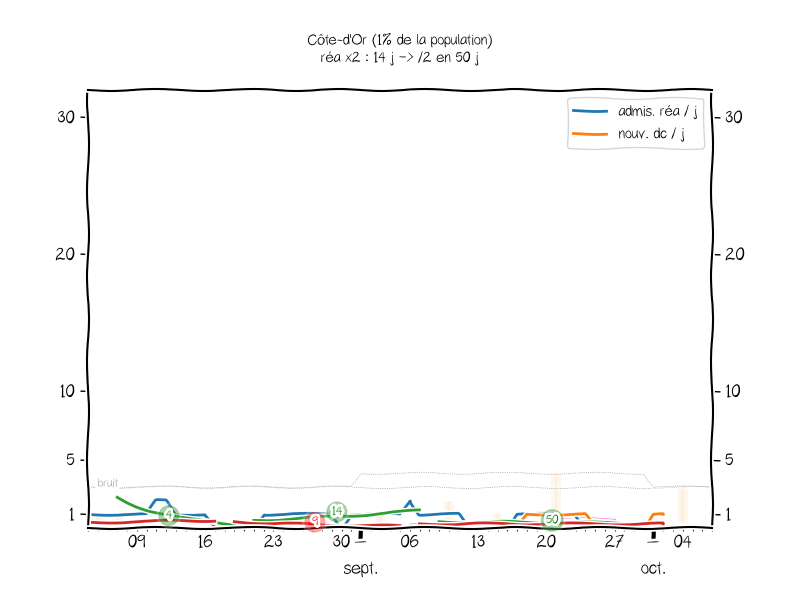 Côte-d'Or (1% de la population)
réa x2 : 14 j -> /2 en 50 j
admis. réa / j
nouv. dc / j
30
30
20
20
10
10
5
5
bruit
1
1
4
9
14
50
09 16 23 30 06 13 20 27 04
sept. oct.